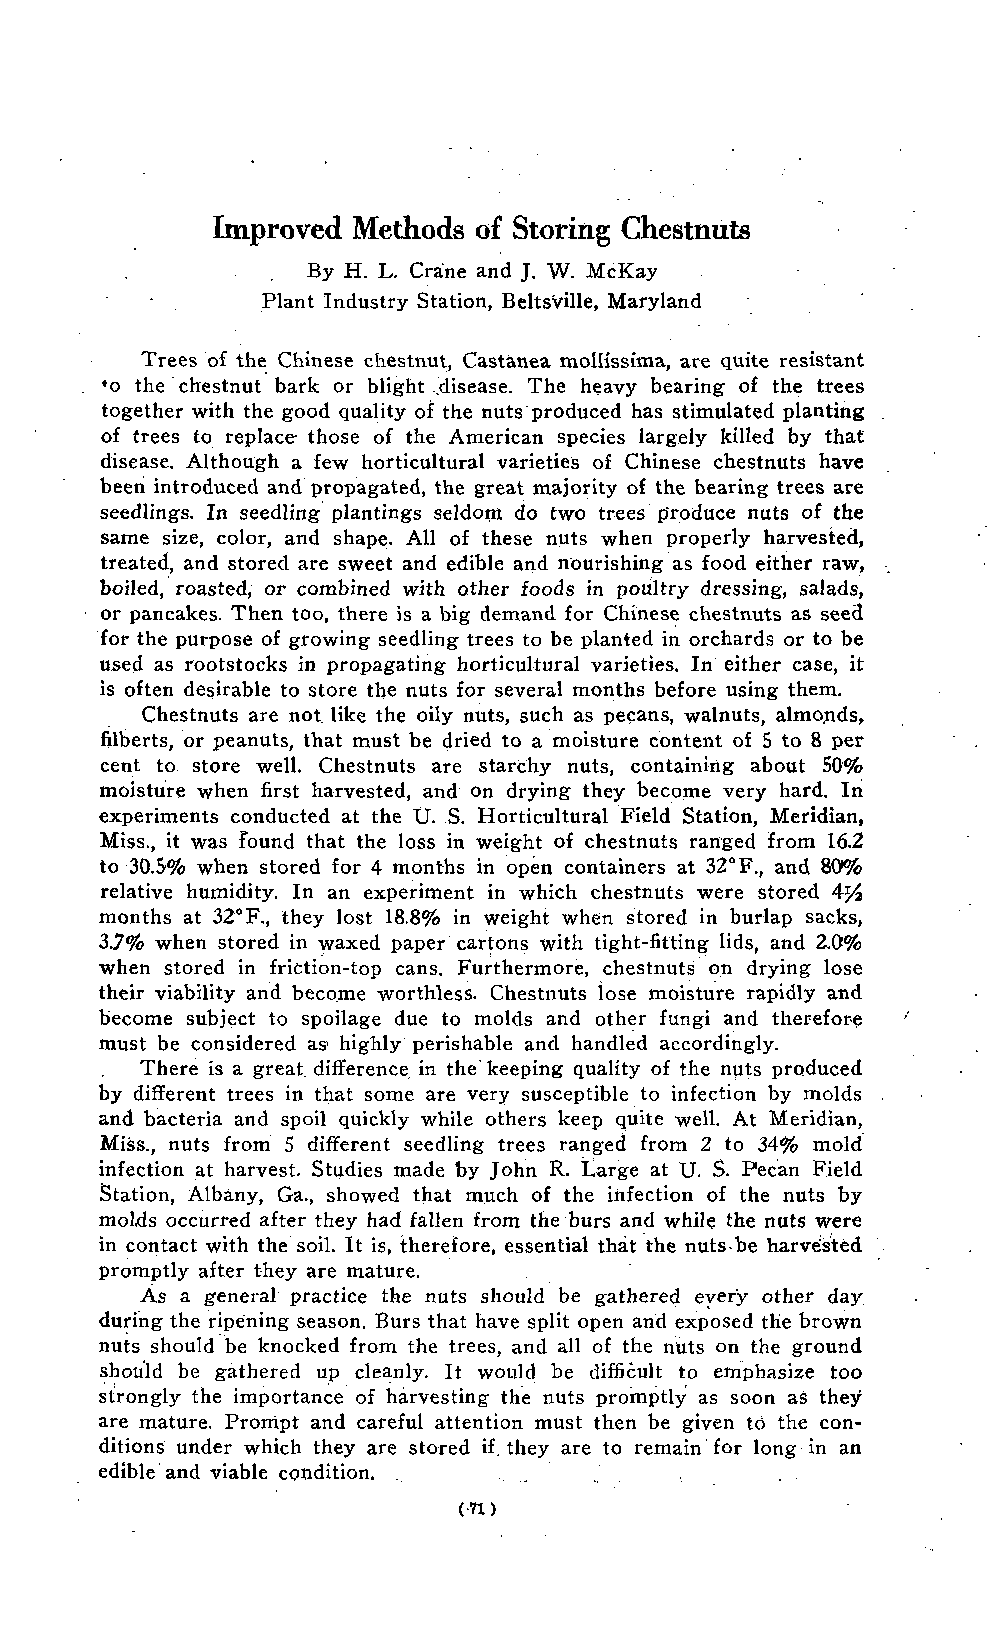 Improved Methods of Storing Chestnuts
By H. L. Crane and J. W. McKay
Plant Industry Station, Beltsville, Maryland
Trees of the Chinese chestnut, Castanea mollissima, are quite resistant
to the chestnut bark or blight disease. The heavy bearing of the trees
together with the good quality of the nuts produced has stimulated planting
of trees to replace those of the American species largely killed by that
disease. Although a few horticultural varieties of Chinese chestnuts have
been introduced and propagated, the great majority of the bearing trees are
seedlings. In seedling plantings seldom do two trees produce nuts of the
same size, color, and shape. All of these nuts when properly harvested,
treated, and stored are sweet and edible and nourishing as food either raw,
boiled, roasted, or combined with other foods in poultry dressing, salads,
or pancakes. Then too, there is a big demand for Chinese chestnuts as seed
for the purpose of growing seedling trees to be planted in orchards or to be
used as rootstocks in propagating horticultural varieties. In either case, it
is often desirable to store the nuts for several months before using them.
Chestnuts are not like the oily nuts, such as pecans, walnuts, almonds,
filberts, or peanuts, that must be dried to a moisture content of 5 to 8 per
cent to store well. Chestnuts are starchy nuts, containing about 50%
moisture when first harvested, and on drying they become very hard. In
experiments conducted at the U. S. Horticultural Field Station, Meridian,
Miss., it was found that the loss in weight of chestnuts ranged from 16.2
to 30.5% when stored for 4 months in open containers at 32°F., and 80%
relative humidity. In an experiment in which chestnuts were stored 4½
months at 32°F., they lost 18.8% in weight when stored in burlap sacks,
3.7% when stored in waxed paper cartons with tight-fitting lids, and 2.0%
when stored in friction-top cans. Furthermore, chestnuts on drying lose
their viability and become worthless. Chestnuts lose moisture rapidly and
become subject to spoilage due to molds and other fungi and therefore
must be considered as highly perishable and handled accordingly.
There is a great difference in the keeping quality of the nuts produced
by different trees in that some are very susceptible to infection by molds
and bacteria and spoil quickly while others keep quite well. At Meridian,
Miss., nuts from 5 different seedling trees ranged from 2 to 34% mold
infection at harvest. Studies made by John R. Large at U. S. Pecan Field
Station, Albany, Ga., showed that much of the infection of the nuts by
molds occurred after they had fallen from the burs and while the nuts were
in contact with the soil. It is, therefore, essential that the nuts be harvested
promptly after they are mature.
As a general practice the nuts should be gathered every other day
during the ripening season. Burs that have split open and exposed the brown
nuts should be knocked from the trees, and all of the nuts on the ground
should be gathered up cleanly. It would be difficult to emphasize too
strongly the importance of harvesting the nuts promptly as soon as they
are mature. Prompt and careful attention must then be given to the con-
ditions under which they are stored if they are to remain for long in an
edible and viable condition.
(71)